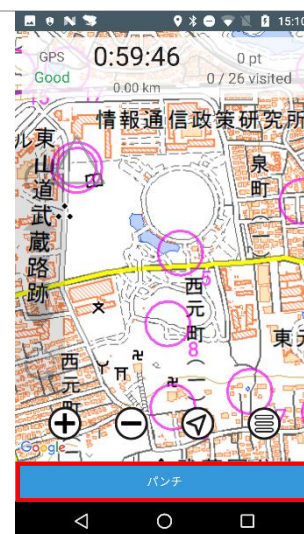 15:10
GPS
Good
0:59:46
0.00 km
0 pt
0 / 26 visited
情報通信政策研究所
東山道武蔵路跡
泉町
西元町
西元
8
Google
パンチ